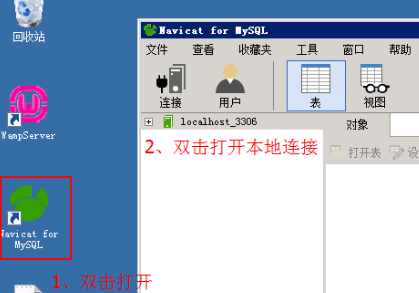 回收站
WampServer
Navicat for
MySQL
1、双击打开
Navicat for MySQL
文件 查看 收藏夹 工具 窗口 帮助
连接 用户 表 视图
localhost_3306
对象
打开表 设
2、双击打开本地连接